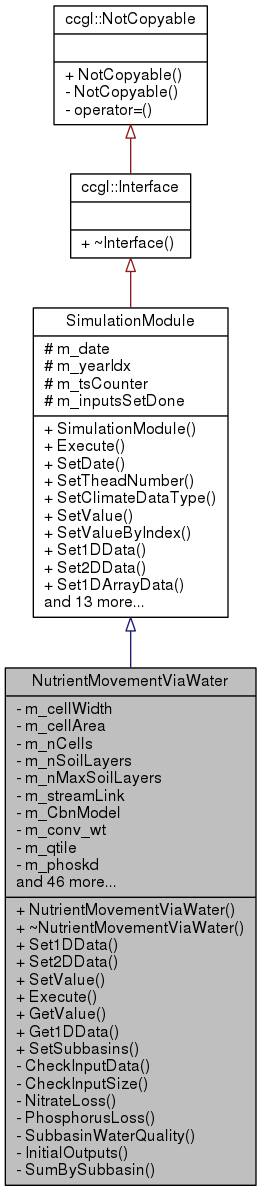 ccgl::NotCopyable
+ NotCopyable()
- NotCopyable()
- operator=()
ccgl::Interface
+ ~Interface()
SimulationModule
# m_date
# m_yearIdx
# m_tsCounter
# m_inputsSetDone
+ SimulationModule()
+ Execute()
+ SetDate()
+ SetTheadNumber()
+ SetClimateDataType()
+ SetValue()
+ SetValueByIndex()
+ Set1DData()
+ Set2DData()
+ Set1DArrayData()
and 13 more...
NutrientMovementViaWater
- m_cellWidth
- m_cellArea
- m_nCells
- m_nSoilLayers
- m_nMaxSoilLayers
- m_streamLink
- m_CbnModel
- m_conv_wt
- m_qtile
- m_phoskd
and 46 more...
+ NutrientMovementViaWater()
+ ~NutrientMovementViaWater()
+ Set1DData()
+ Set2DData()
+ SetValue()
+ Execute()
+ GetValue()
+ Get1DData()
+ SetSubbasins()
- CheckInputData()
- CheckInputSize()
- NitrateLoss()
- PhosphorusLoss()
- SubbasinWaterQuality()
- InitialOutputs()
- SumBySubbasin()